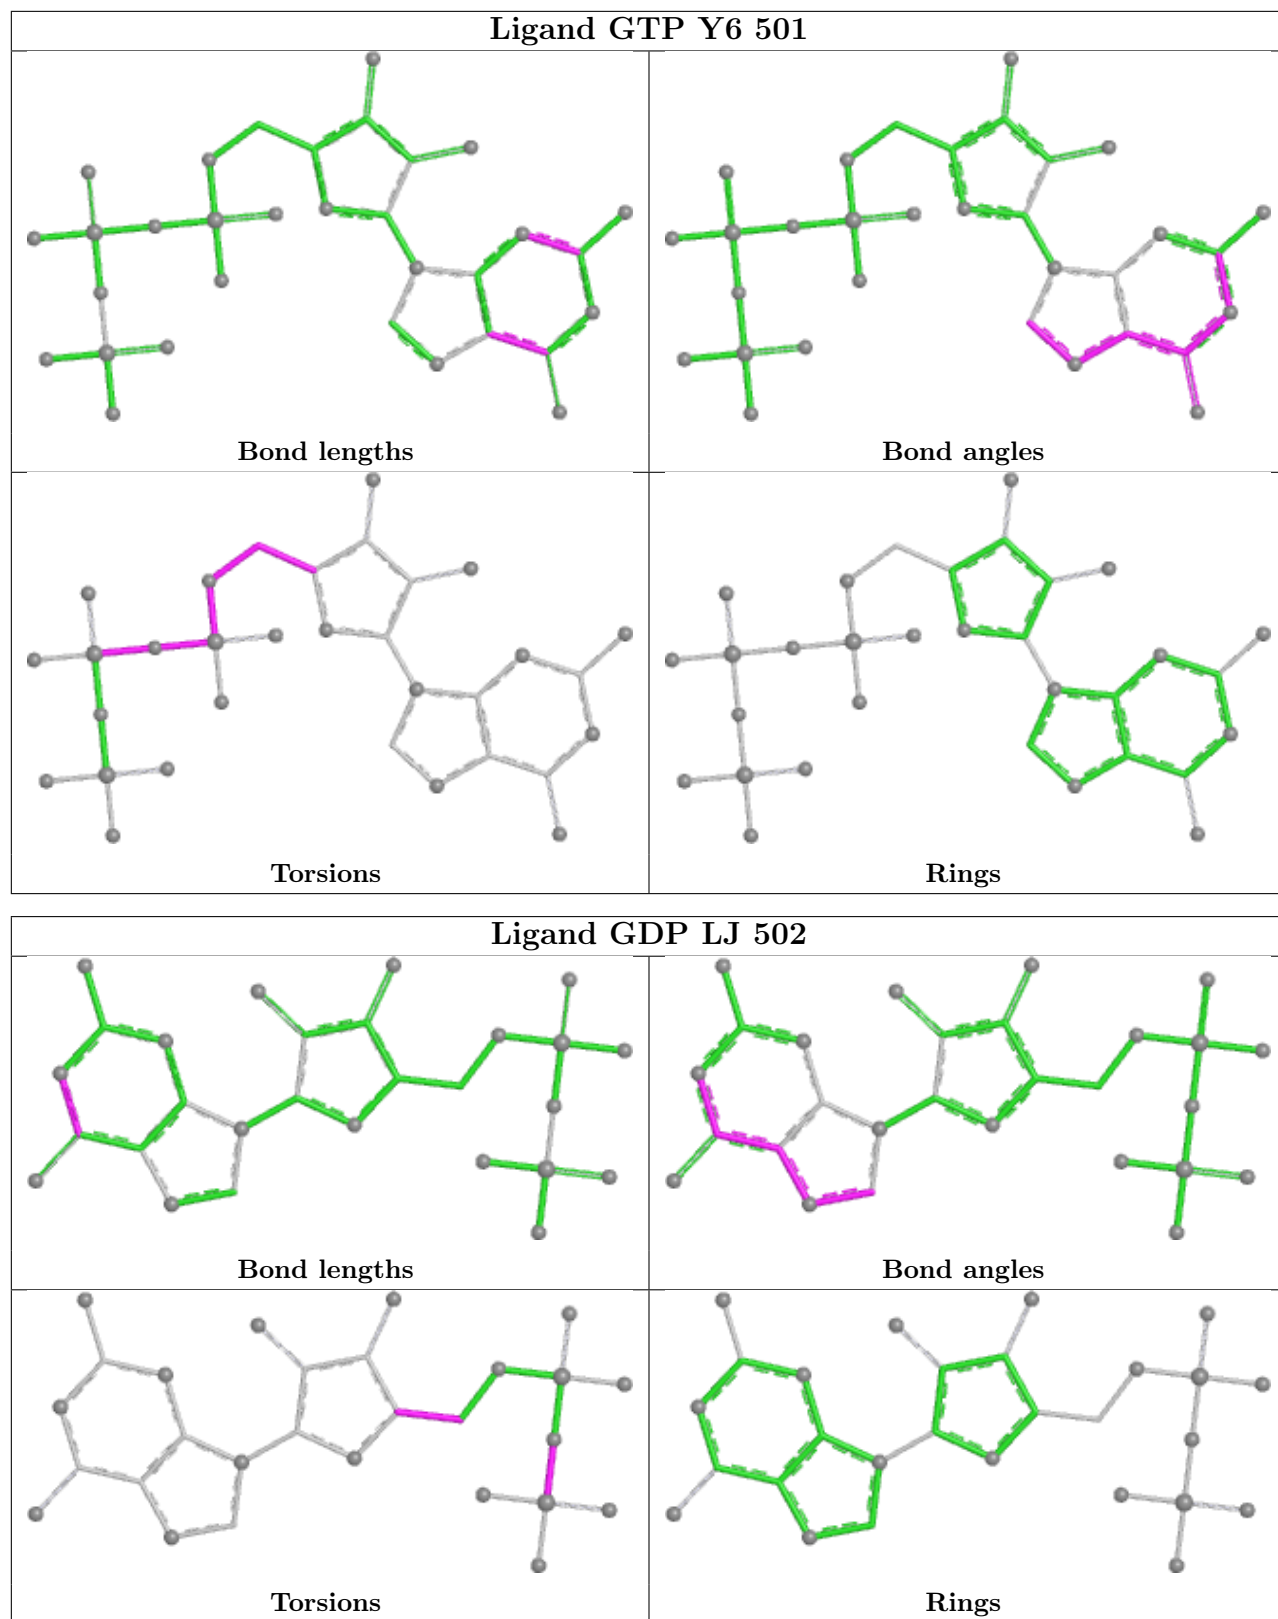 Ligand GTP Y6 501
Bond lengths
Bond angles
Torsions
Rings
Ligand GDP LJ 502
Bond lengths
Bond angles
Torsions
Rings